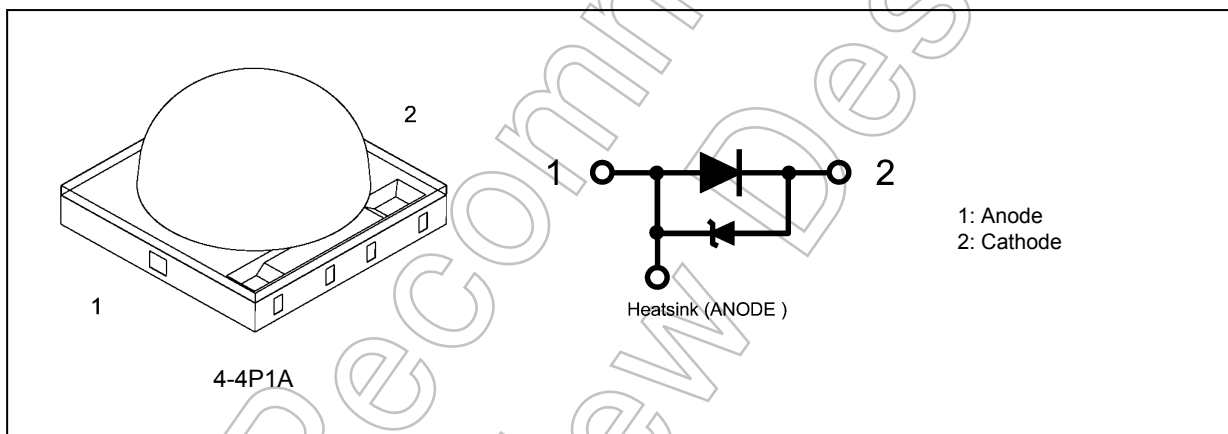 2
1
4-4P1A
1
2
Heatsink (ANODE )
1: Anode
2: Cathode